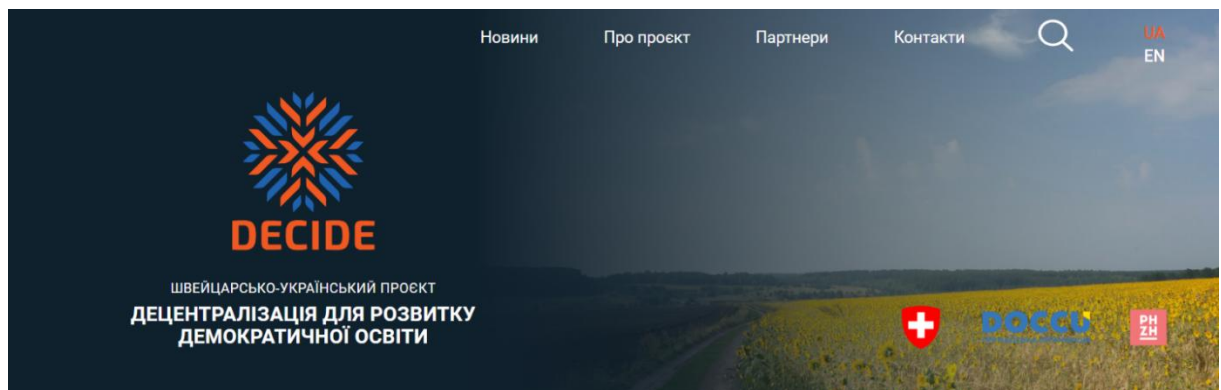 Новини Про проєкт Партнери Контакти UA
EN
DECIDE
ШВЕЙЦАРСЬКО-УКРАЇНСЬКИЙ ПРОЄКТ
ДЕЦЕНТРАЛІЗАЦІЯ ДЛЯ РОЗВИТКУ
ДЕМОКРАТИЧНОЇ ОСВІТИ
DOCCU
PH
ZH